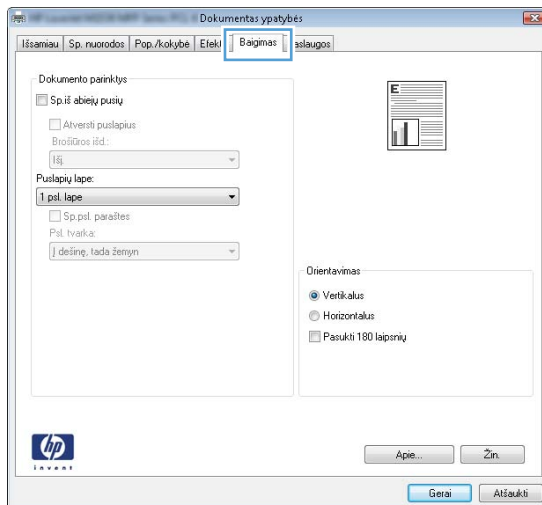 Dokumentas ypatybės
Išsamiau Sp. nuorodos Pop./kokybė Efekt Baigimas aslaugos
Dokumento parinktys
Sp.iš abiejų pusių
Atversti puslapius
Brošiūros išd.:
Išj.
Puslapių lape:
1 psl. lape
Sp.psl. paraštes
Psl. tvarka:
Į dešinę, tada žemyn
E
Orientavimas
Vertikalus
Horizontalus
Pasukti 180 laipsnių
hp
invent
Apie... Žin.
Gerai Atšaukti